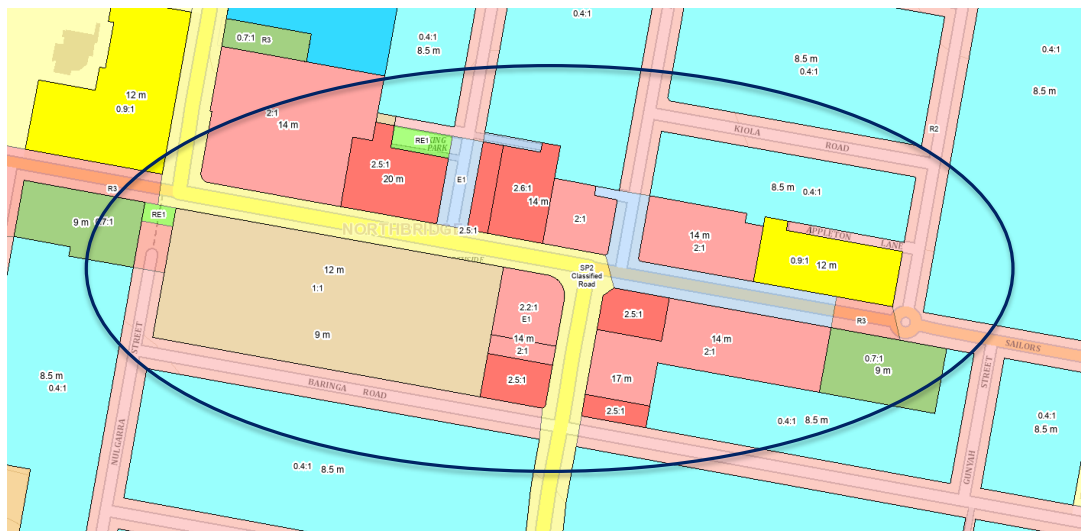 0.4:1
0.4:1
8.5 m
0.7:1
R3
8.5 m
0.4:1
0.4:1
8.5 m
12 m
0.9:1
2:1
14 m
R2
KIOLA
ROAD
RE1
PARK
2.5:1
20 m
E1
2.6:1
14 m
8.5 m 0.4:1
R3
9 m 0.7:1
RE1
2:1
NORTHBRIDGE
2.5:1
14 m
2:1
APPLETON
LANE
0.9:1 12 m
12 m
1:1
9 m
SP2
Classified
Road
2.2:1
E1
14 m
2:1
2.5:1
2.5:1
14 m
2:1
17 m
2.5:1
R3
SAILORS
0.7:1
9 m
STREET
STREET
8.5 m
0.4:1
BARINGA
ROAD
0.4:1 8.5 m
0.4:1
8.5 m
NULGARRA
GUNYAH
0.4:1 8.5 m